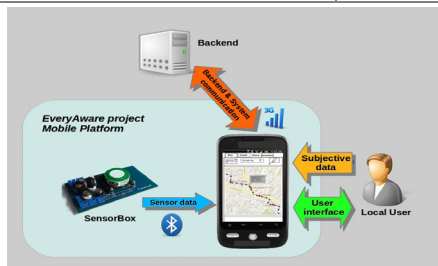 Backend
Backend & System
communication
3G
EveryAware project
Mobile Platform
Sensor data
SensorBox
Subjective
data
User
interface
Local User